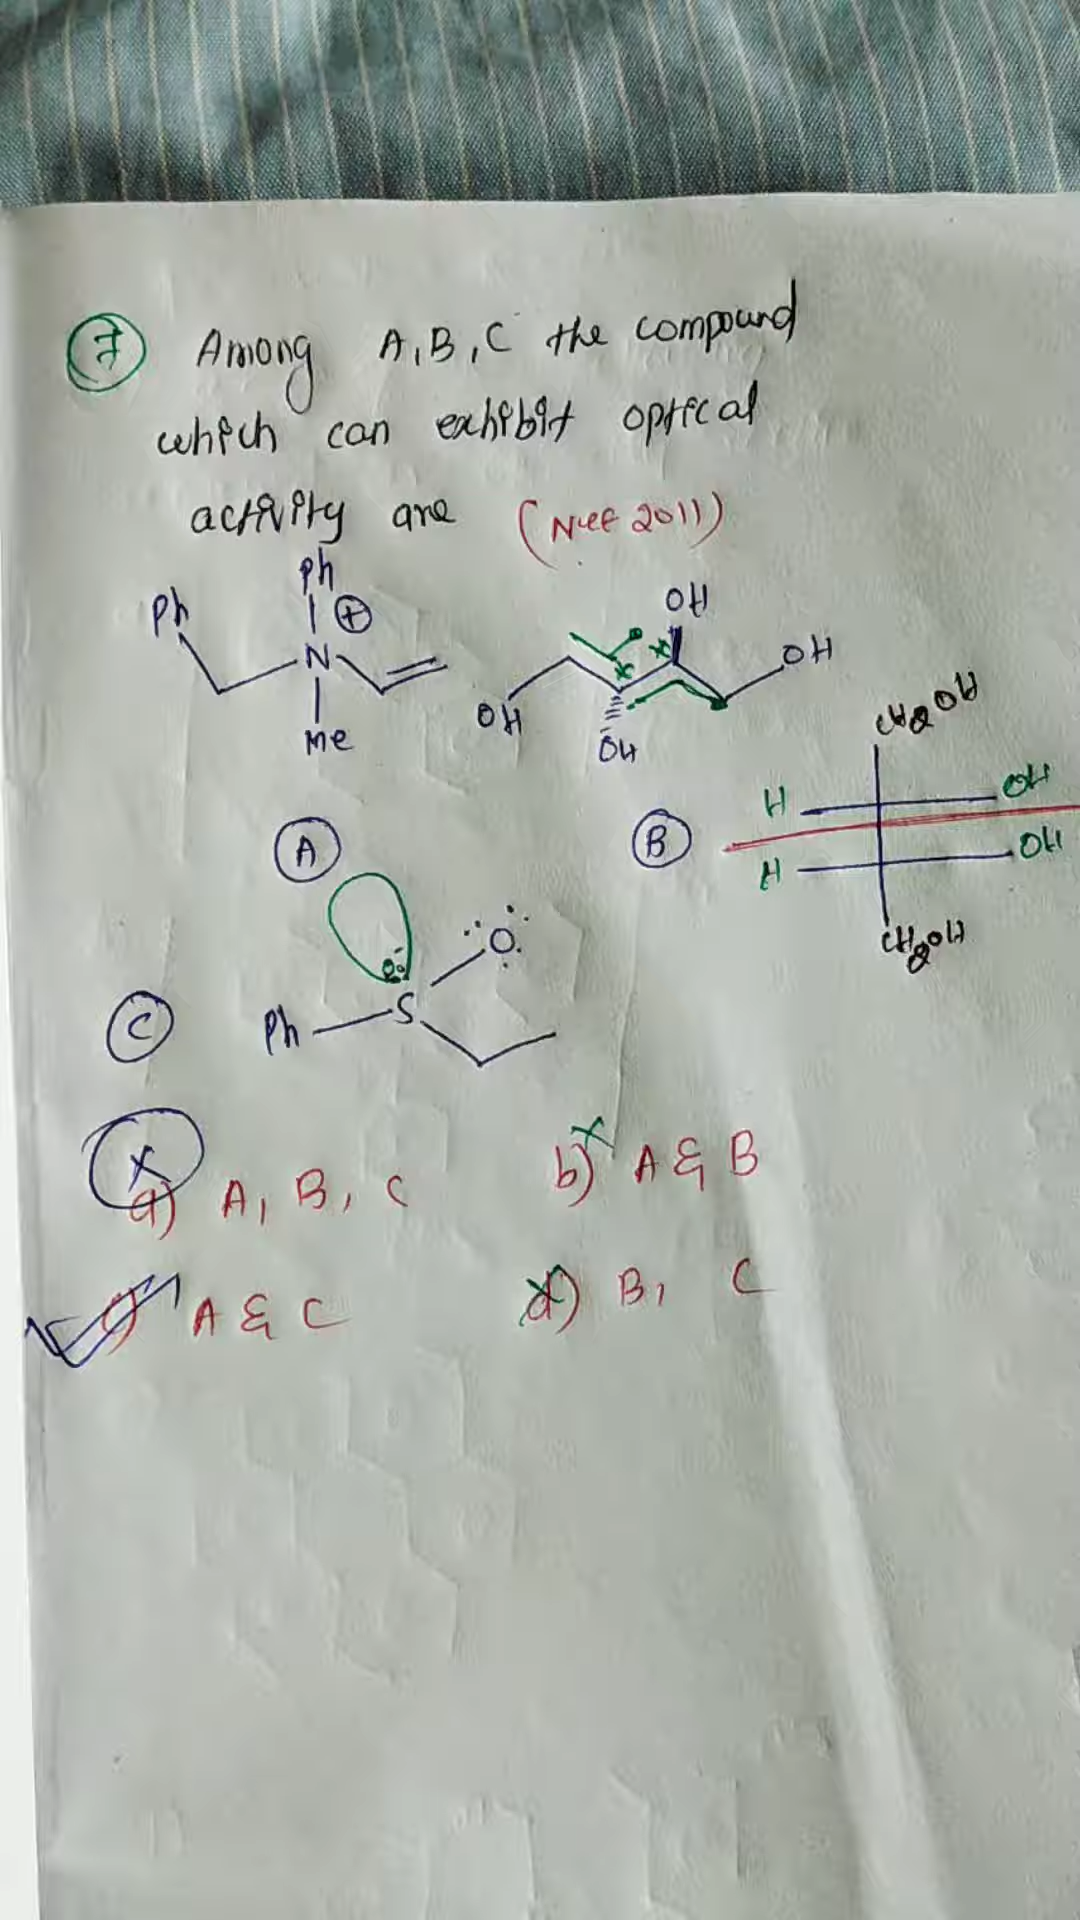 7 Among A, B, C the compound
which can exhibit optical
activity are (Neet 2011)
Ph
Ph
N ⊕
Me
OH
OH
OH
OH
CH2OH
H OH
H OH
CH2OH
A
B
C
Ph S O
x
a) A, B, C
x
b) A & B
c) A & C
d) B, C